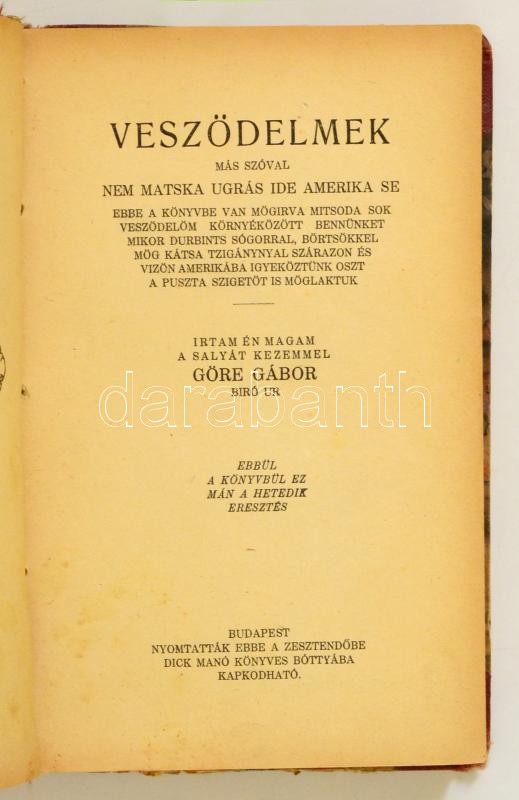 VESZÖDELMEK
MÁS SZÓVAL
NEM MATSKA UGRÁS IDE AMERIKA SE
EBBE A KÖNYVBE VAN MÖGIRVA MITSODA SOK
VESZÖDELÖM KÖRNYÉKÖZÖTT BENNÜNKET
MIKOR DURBINTS SÓGORRAL, BÖRTSÖKKEL
MÖG KÁTSA TZIGÁNYNYAL SZÁRAZON ÉS
VIZÖN AMERIKÁBA IGYEKÖZTÜNK OSZT
A PUSZTA SZIGETÖT IS MÖGLAKTUK
IRTAM ÉN MAGAM
A SALYÁT KEZEMMEL
GÖRE GÁBOR
BIRÓ UR
darabanth
EBBÜL
A KÖNYVBÜL EZ
MÁN A HETEDIK
ERESZTÉS
BUDAPEST
NYOMTATTÁK EBBE A ZESZTENDŐBE
DICK MANÓ KÖNYVES BÓTTYÁBA
KAPKODHATÓ.